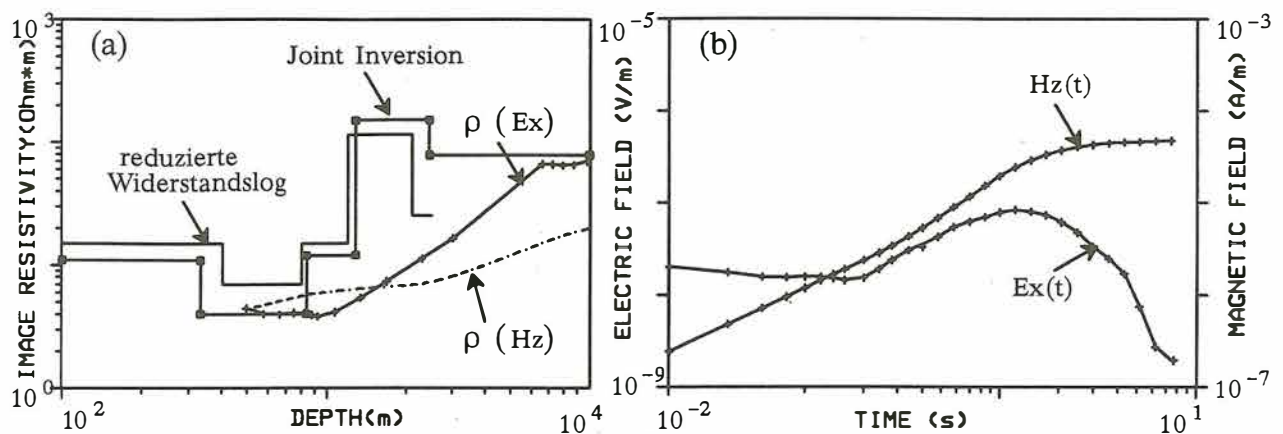 (a)
IMAGE RESISTIVITY(Ohm*m)
10^3
10^0
Joint Inversion
ρ (Ex)
reduzierte
Widerstandslog
ρ (Hz)
10^2
DEPTH(m)
10^4
(b)
ELECTRIC FIELD (V/m)
10^-5
10^-9
Hz(t)
Ex(t)
10^-2
TIME (s)
10^1
MAGNETIC FIELD (A/m)
10^-3
10^-7